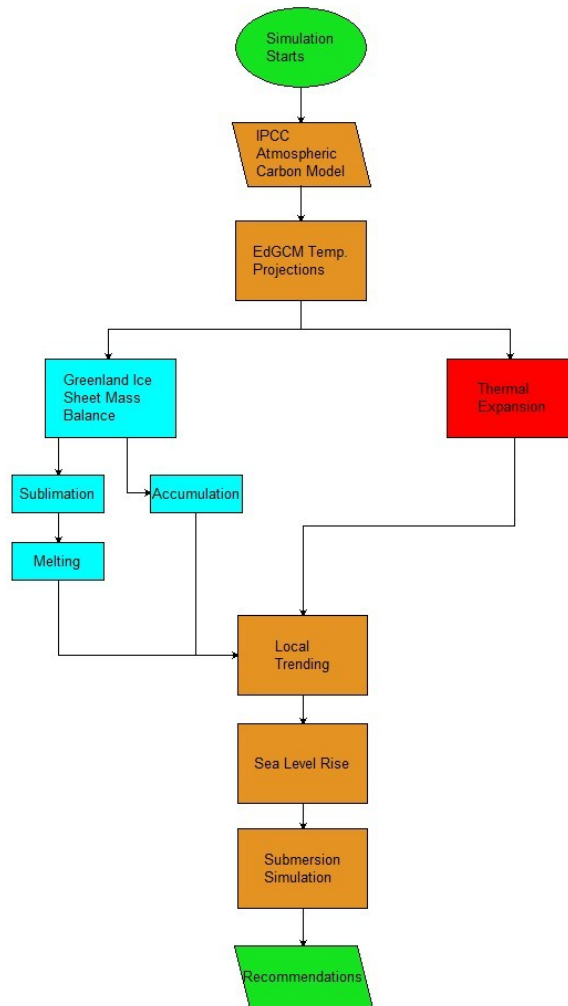 Simulation
Starts
IPCC
Atmospheric
Carbon Model
EdGCM Temp.
Projections
Greenland Ice
Sheet Mass
Balance
Thermal
Expansion
Sublimation
Accumulation
Melting
Local
Trending
Sea Level Rise
Submersion
Simulation
Recommendations